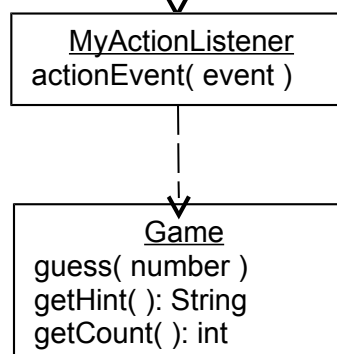 MyActionListener
actionEvent( event )
Game
guess( number )
getHint( ): String
getCount( ): int